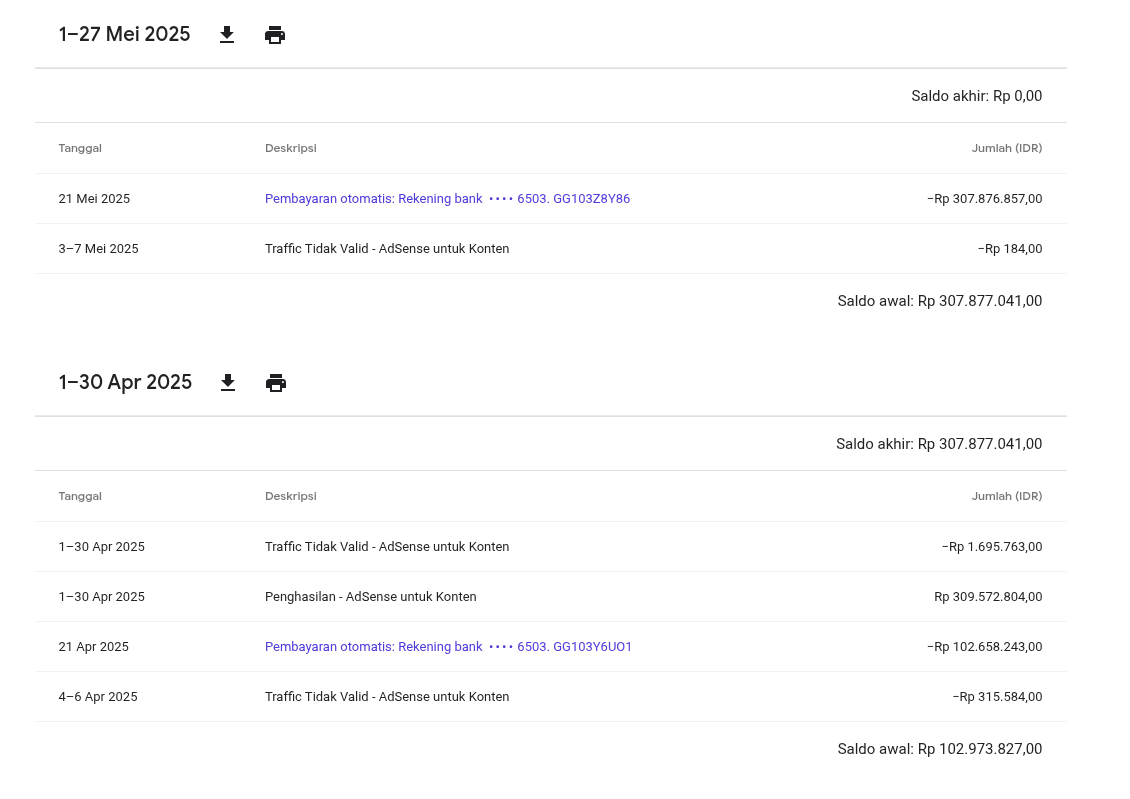 1–27 Mei 2025
Saldo akhir: Rp 0,00
Tanggal Deskripsi Jumlah (IDR)
21 Mei 2025 Pembayaran otomatis: Rekening bank •••• 6503. GG103Z8Y86 −Rp 307.876.857,00
3–7 Mei 2025 Traffic Tidak Valid - AdSense untuk Konten −Rp 184,00
Saldo awal: Rp 307.877.041,00
1–30 Apr 2025
Saldo akhir: Rp 307.877.041,00
Tanggal Deskripsi Jumlah (IDR)
1–30 Apr 2025 Traffic Tidak Valid - AdSense untuk Konten −Rp 1.695.763,00
1–30 Apr 2025 Penghasilan - AdSense untuk Konten Rp 309.572.804,00
21 Apr 2025 Pembayaran otomatis: Rekening bank •••• 6503. GG103Y6UO1 −Rp 102.658.243,00
4–6 Apr 2025 Traffic Tidak Valid - AdSense untuk Konten −Rp 315.584,00
Saldo awal: Rp 102.973.827,00